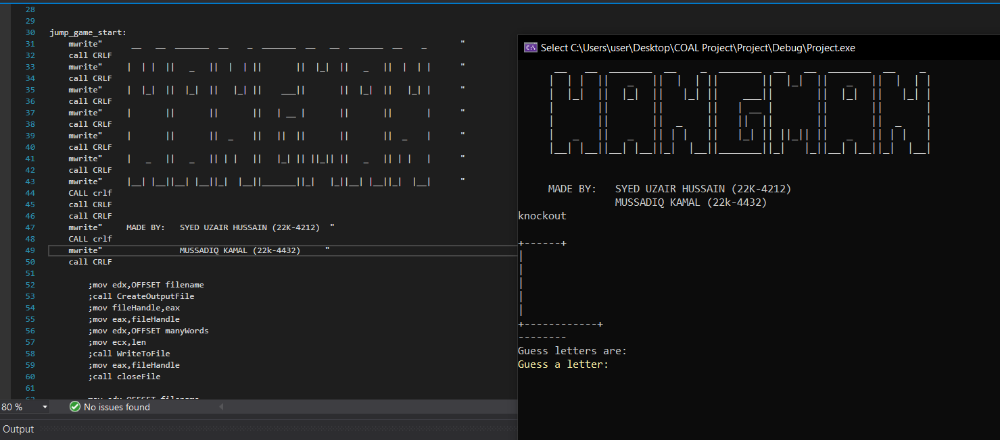 28
29
30 jump_game_start:
31 mwrite"      __   __  _______  __    _  _______  __   __  _______  __    _       "
32 call CRLF
33 mwrite"     |  | |  ||   _   ||  |  | ||       ||  |_|  ||   _   ||  |  | |      "
34 call CRLF
35 mwrite"     |  |_|  ||  |_|  ||   |_| ||    ___||       ||  |_|  ||   |_| |      "
36 call CRLF
37 mwrite"     |       ||       ||       ||   | __ |       ||       ||       |      "
38 call CRLF
39 mwrite"     |       ||       ||  _    ||   ||  ||       ||       ||  _    |      "
40 call CRLF
41 mwrite"     |   _   ||   _   || | |   ||   |_| || ||_|| ||   _   || | |   |      "
42 call CRLF
43 mwrite"     |__| |__||__| |__||_|  |__||_______||_|   |_||__| |__||_|  |__|      "
44 CALL crlf
45 call CRLF
46 call CRLF
47 mwrite"     MADE BY:   SYED UZAIR HUSSAIN (22K-4212)  "
48 CALL crlf
49 mwrite"                MUSSADIQ KAMAL (22k-4432)     "
50 call CRLF
51
52 ;mov edx,OFFSET filename
53 ;call CreateOutputFile
54 ;mov fileHandle,eax
55 ;mov eax,fileHandle
56 ;mov edx,OFFSET manyWords
57 ;mov ecx,len
58 ;call WriteToFile
59 ;mov eax,fileHandle
60 ;call closeFile
61
80 %
No issues found
Output
Select C:\Users\user\Desktop\COAL Project\Project\Debug\Project.exe
      __   __  _______  __    _  _______  __   __  _______  __    _
     |  | |  ||   _   ||  |  | ||       ||  |_|  ||   _   ||  |  | |
     |  |_|  ||  |_|  ||   |_| ||    ___||       ||  |_|  ||   |_| |
     |       ||       ||       ||   | __ |       ||       ||       |
     |       ||       ||  _    ||   ||  ||       ||       ||  _    |
     |   _   ||   _   || | |   ||   |_| || ||_|| ||   _   || | |   |
     |__| |__||__| |__||_|  |__||_______||_|   |_||__| |__||_|  |__|
     MADE BY:   SYED UZAIR HUSSAIN (22K-4212)
                MUSSADIQ KAMAL (22k-4432)
knockout
+------+
|
|
|
|
|
+------------+
--------
Guess letters are:
Guess a letter: